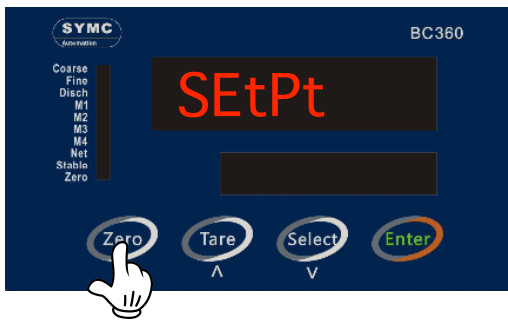 SYMC
Automation
BC360
Coarse
Fine
Disch
M1
M2
M3
M4
Net
Stable
Zero
SEtPt
Zero
Tare
Select
Enter